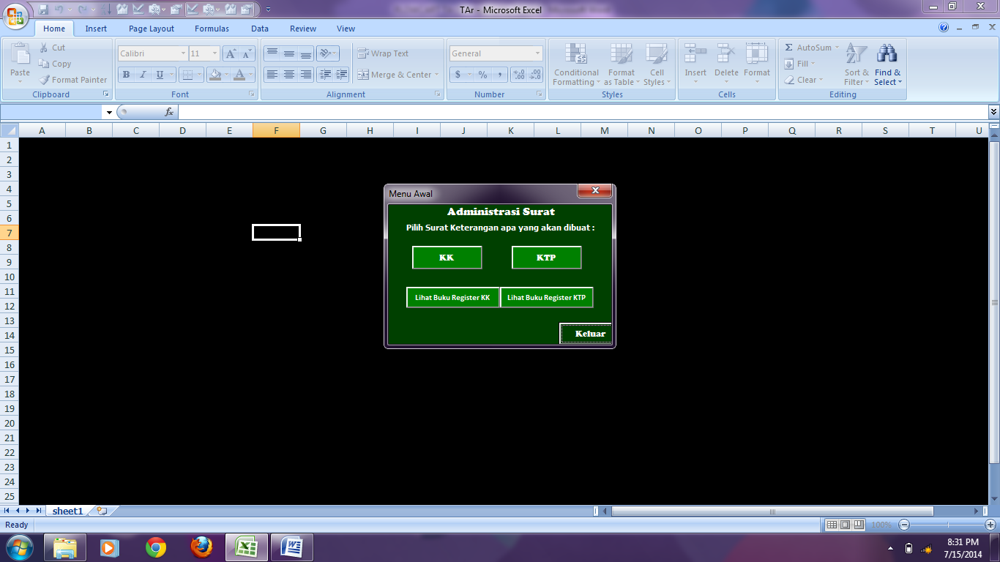 TAr - Microsoft Excel
Home Insert Page Layout Formulas Data Review View
Paste
Cut
Copy
Format Painter
Clipboard
Calibri 11
A A
B I U A
Font
Wrap Text
Merge & Center
Alignment
General
$ % ,
Number
Conditional Formatting
Format as Table
Cell Styles
Styles
Insert Delete Format
Cells
Σ AutoSum
Fill
Clear
Sort & Filter
Find & Select
Editing
fx
A B C D E F G H I J K L M N O P Q R S T U
1
2
3
4
5
6
7
8
9
10
11
12
13
14
15
16
17
18
19
20
21
22
23
24
25
Menu Awal
Administrasi Surat
Pilih Surat Keterangan apa yang akan dibuat :
KK KTP
Lihat Buku Register KK Lihat Buku Register KTP
Keluar
sheet1
Ready 100%
8:31 PM
7/15/2014